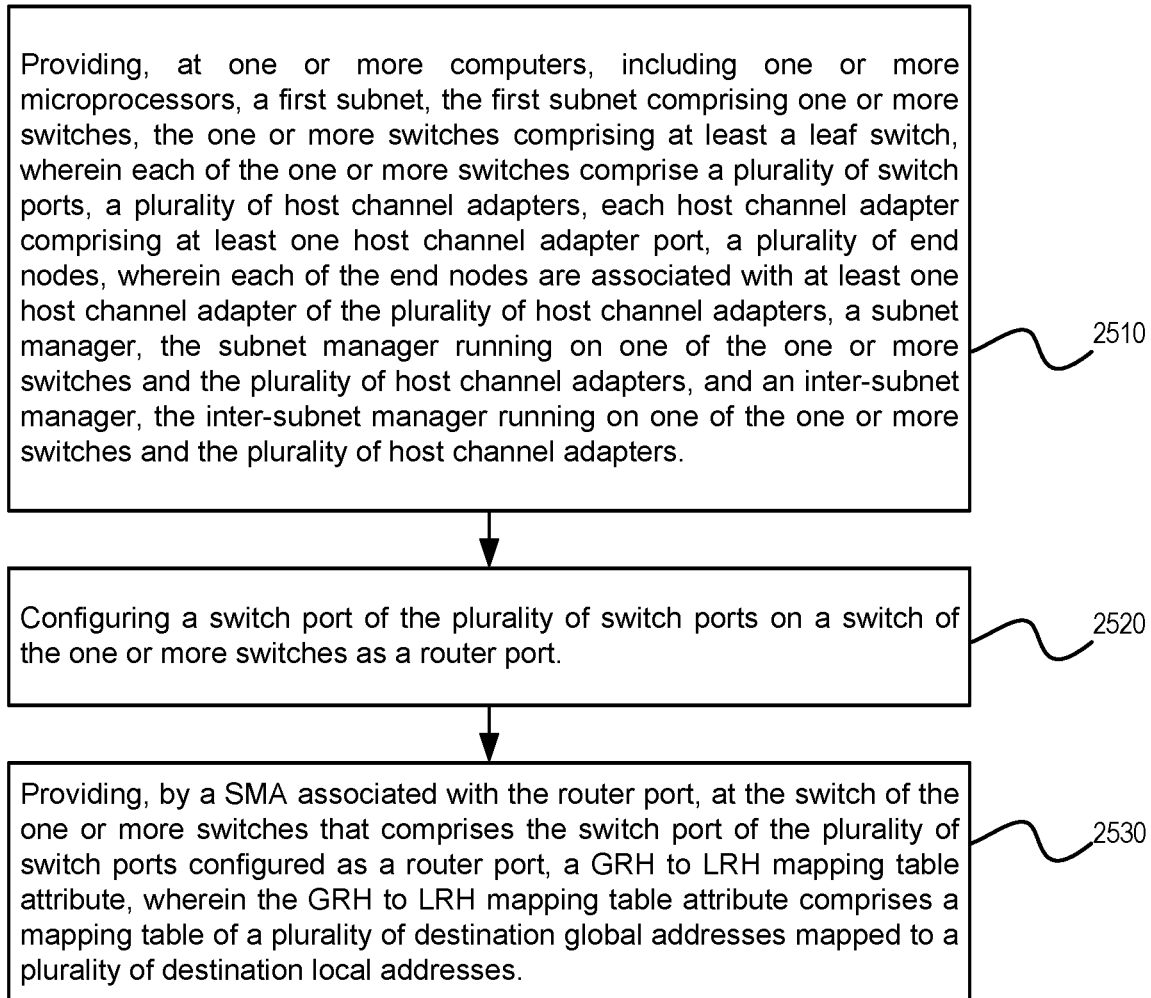 Providing, at one or more computers, including one or more
microprocessors, a first subnet, the first subnet comprising one or more
switches, the one or more switches comprising at least a leaf switch,
wherein each of the one or more switches comprise a plurality of switch
ports, a plurality of host channel adapters, each host channel adapter
comprising at least one host channel adapter port, a plurality of end
nodes, wherein each of the end nodes are associated with at least one
host channel adapter of the plurality of host channel adapters, a subnet
manager, the subnet manager running on one of the one or more
switches and the plurality of host channel adapters, and an inter-subnet
manager, the inter-subnet manager running on one of the one or more
switches and the plurality of host channel adapters.
2510
Configuring a switch port of the plurality of switch ports on a switch of
the one or more switches as a router port.
2520
Providing, by a SMA associated with the router port, at the switch of the
one or more switches that comprises the switch port of the plurality of
switch ports configured as a router port, a GRH to LRH mapping table
attribute, wherein the GRH to LRH mapping table attribute comprises a
mapping table of a plurality of destination global addresses mapped to a
plurality of destination local addresses.
2530